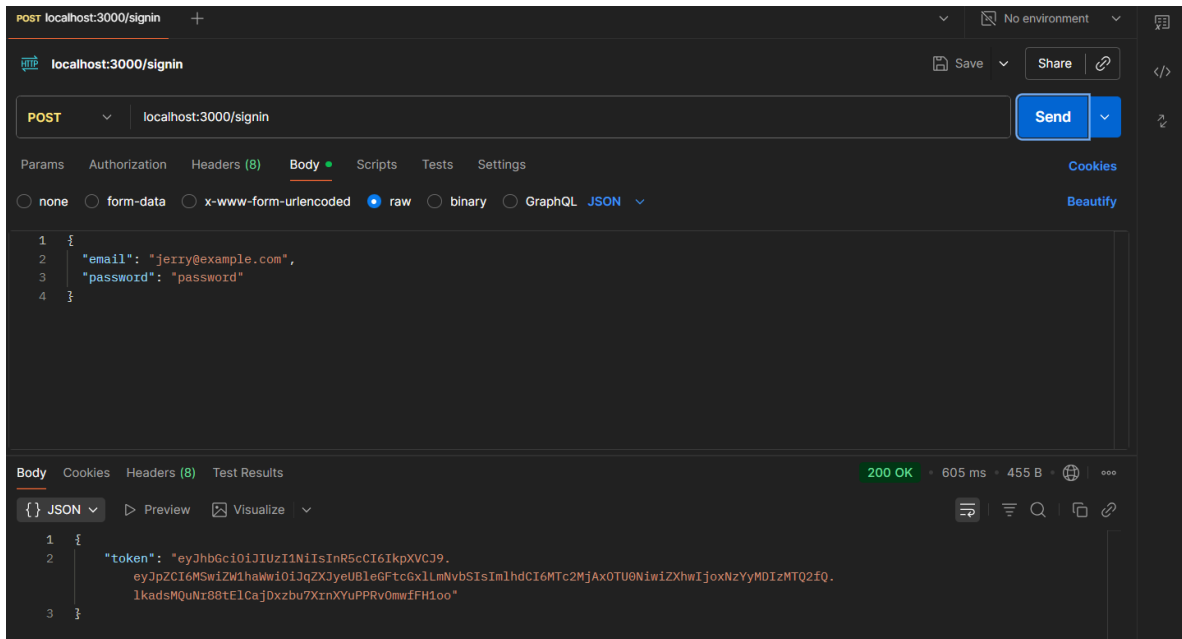 POST localhost:3000/signin + No environment
HTTP localhost:3000/signin Save Share
POST localhost:3000/signin Send
Params Authorization Headers (8) Body Scripts Tests Settings Cookies
none form-data x-www-form-urlencoded raw binary GraphQL JSON Beautify
1 {
2 "email": "jerry@example.com",
3 "password": "password"
4 }
Body Cookies Headers (8) Test Results 200 OK 605 ms 455 B
{} JSON Preview Visualize
1 {
2 "token": "eyJhbGciOiJIUzI1NiIsInR5cCI6IkpXVCJ9.
eyJpZCI6MSwiZW1haWwiOiJqZXJyeUBleGFtcGxlLmNvbSIsImlhdCI6MTc2MjAxOTU0NiwiZXhwIjoxNzYyMDIzMTQ2fQ.
lkadsMQuNr88tElCajDxzbu7XrnXYuPPRvOmwfFH1oo"
3 }